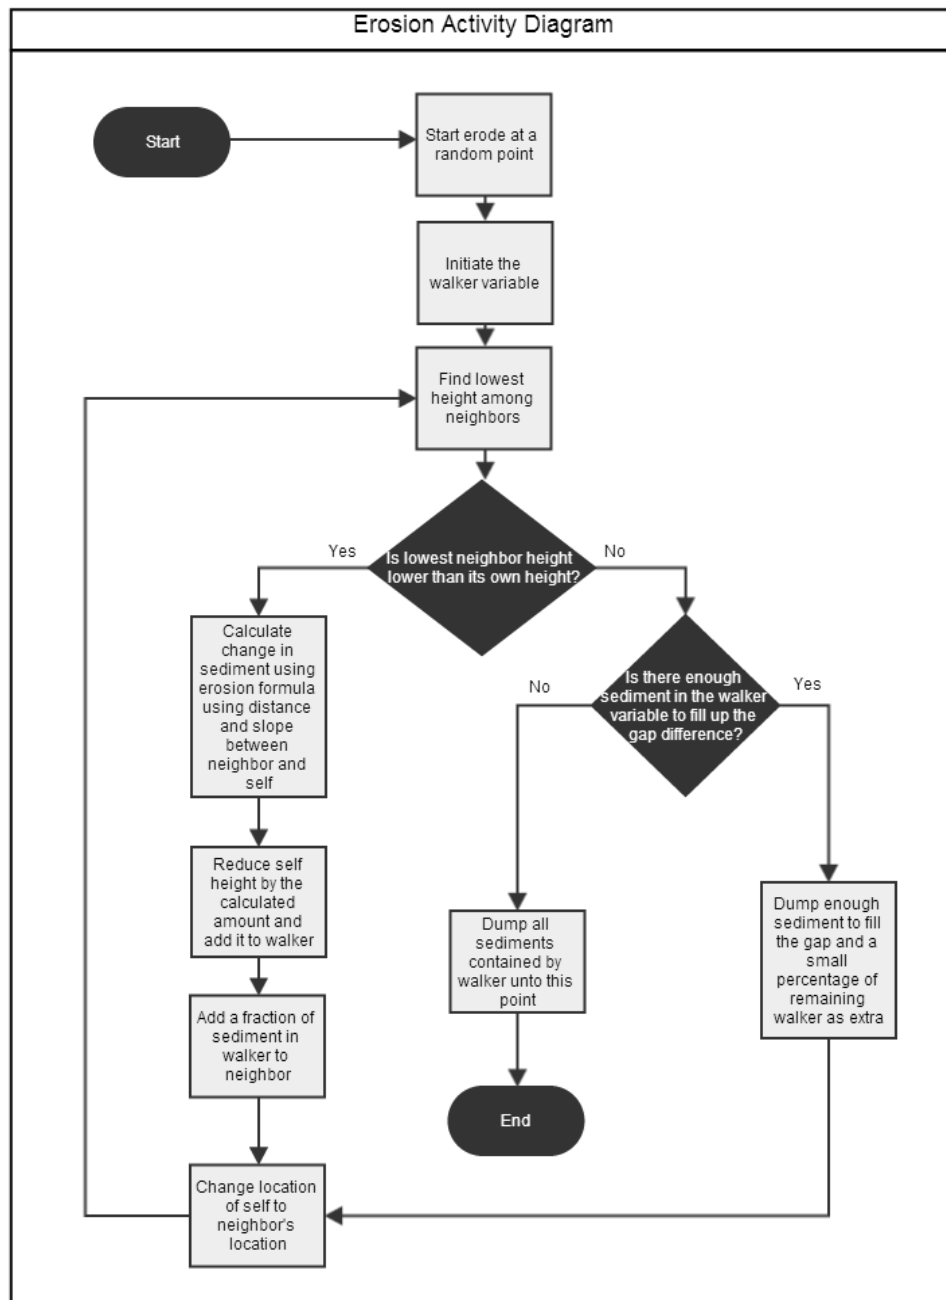 Erosion Activity Diagram
Start
Start erode at a
random point
Initiate the
walker variable
Find lowest
height among
neighbors
Is lowest neighbor height
lower than its own height?
Yes
No
Calculate
change in
sediment using
erosion formula
using distance
and slope
between
neighbor and
self
Is there enough
sediment in the walker
variable to fill up the
gap difference?
No
Yes
Reduce self
height by the
calculated
amount and
add it to walker
Dump all
sediments
contained by
walker unto this
point
Dump enough
sediment to fill
the gap and a
small
percentage of
remaining
walker as extra
Add a fraction of
sediment in
walker to
neighbor
End
Change location
of self to
neighbor's
location